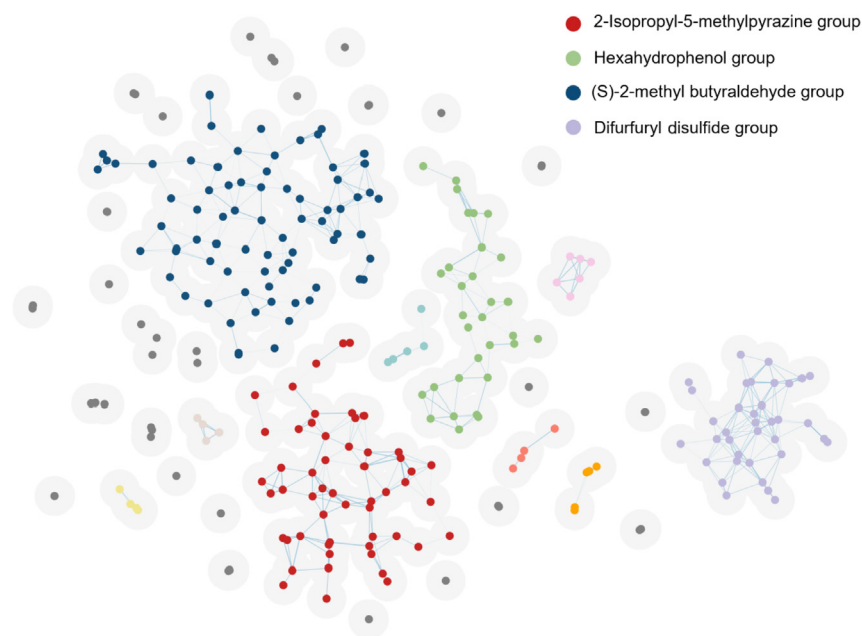 2-Isopropyl-5-methylpyrazine group
Hexahydrophenol group
(S)-2-methyl butyraldehyde group
Difurfuryl disulfide group